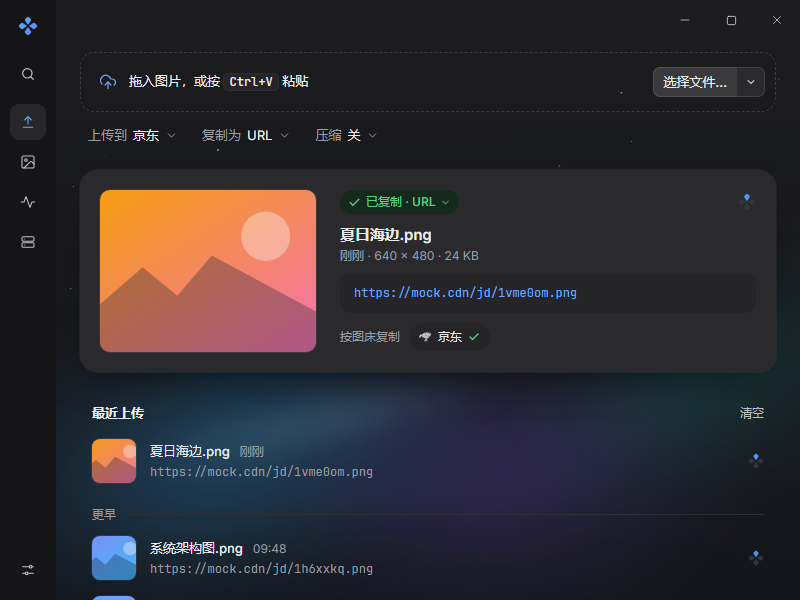 拖入图片，或按 Ctrl+V 粘贴
选择文件...
上传到 京东 复制为 URL 压缩 关
已复制 · URL
夏日海边.png
刚刚 · 640 × 480 · 24 KB
https://mock.cdn/jd/1vme0om.png
按图床复制 京东
最近上传 清空
夏日海边.png 刚刚
https://mock.cdn/jd/1vme0om.png
更早
系统架构图.png 09:48
https://mock.cdn/jd/1h6xxkq.png